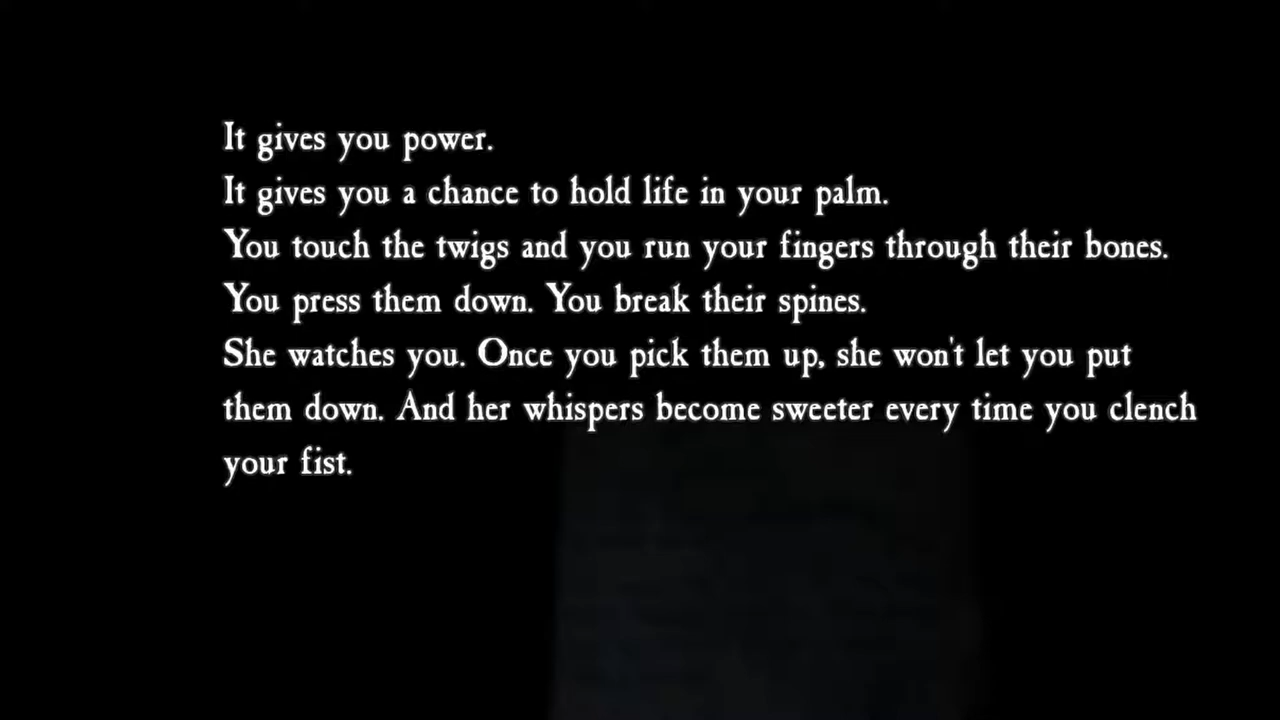 It gives you power.
It gives you a chance to hold life in your palm.
You touch the twigs and you run your fingers through their bones.
You press them down. You break their spines.
She watches you. Once you pick them up, she won't let you put
them down. And her whispers become sweeter every time you clench
your fist.